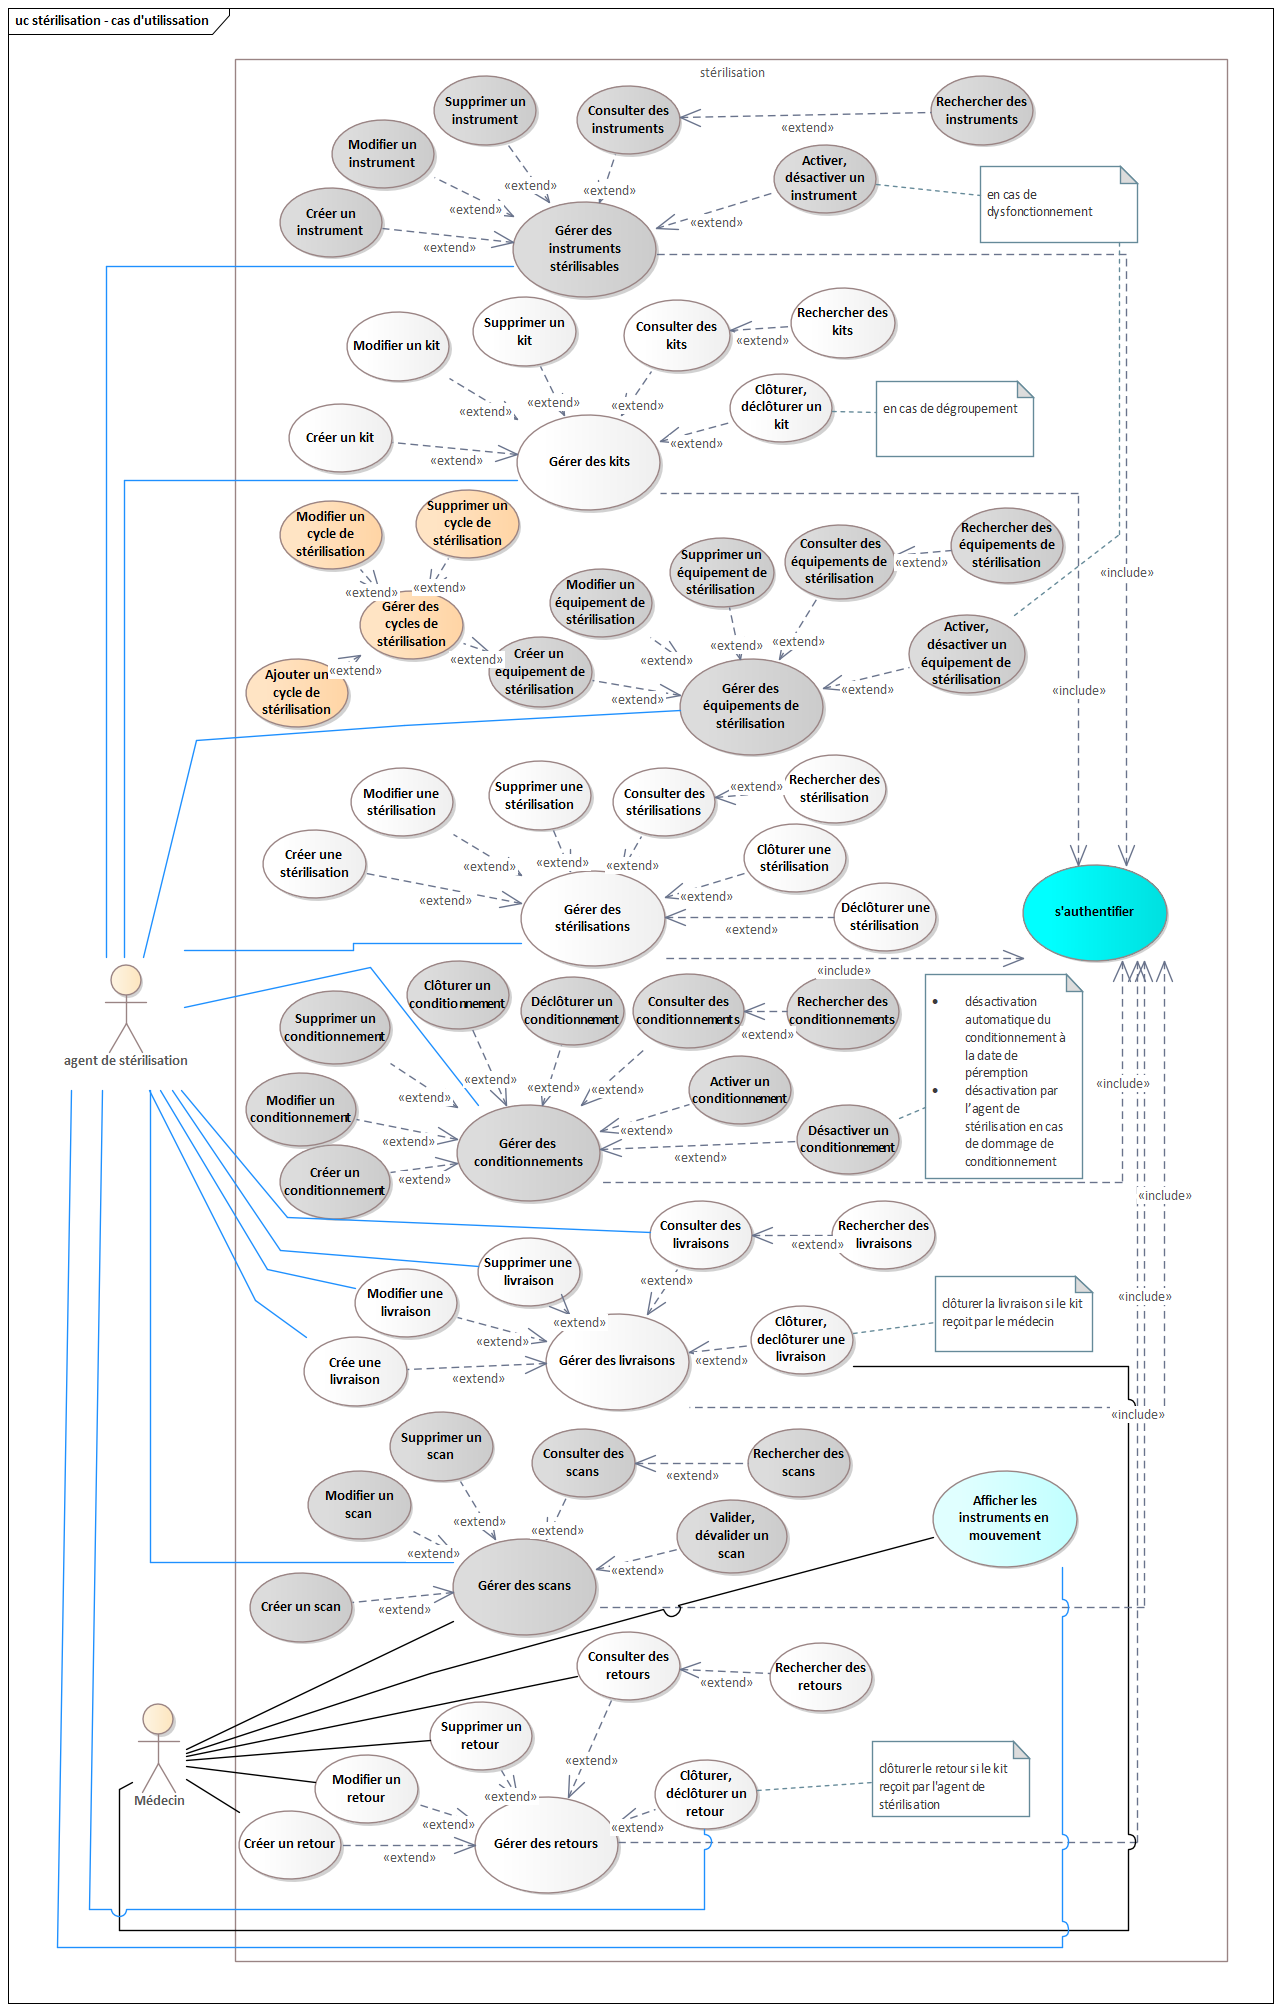 uc stérilisation - cas d'utilissation
stérilisation
Supprimer un
instrument
Consulter des
instruments
Rechercher des
instruments
«extend»
Modifier un
instrument
Activer,
désactiver un
instrument
en cas de
dysfonctionnement
«extend»
«extend»
«extend»
«extend»
Créer un
instrument
«extend»
Gérer des
instruments
stérilisables
Supprimer un
kit
Consulter des
kits
Rechercher des
kits
«extend»
Modifier un kit
Clôturer,
déclôturer un
kit
en cas de dégroupement
«extend»
«extend»
«extend»
«extend»
Créer un kit
«extend»
Gérer des kits
Modifier un
cycle de
stérilisation
Supprimer un
cycle de
stérilisation
Supprimer un
équipement de
stérilisation
Consulter des
équipements de
stérilisation
Rechercher des
équipements de
stérilisation
«extend»
«include»
«extend»
«extend»
Modifier un
équipement de
stérilisation
Gérer des
cycles de
stérilisation
Activer,
désactiver un
équipement de
stérilisation
«extend»
«extend»
«extend»
«extend»
«extend»
Ajouter un
cycle de
stérilisation
Créer un
equipement de
stérilisation
«extend»
«extend»
«include»
Gérer des
équipements de
stérilisation
Modifier une
stérilisation
Supprimer une
stérilisation
Consulter des
stérilisations
«extend»
Rechercher des
stérilisation
Créer une
stérilisation
Clôturer une
stérilisation
«extend»
«extend»
«extend»
«extend»
«extend»
Gérer des
stérilisations
Déclôturer une
stérilisation
«extend»
s'authentifier
«include»
agent de stérilisation
Clôturer un
conditionnement
Déclôturer un
conditionnement
Consulter des
conditionnements
Rechercher des
conditionnements
«extend»
Supprimer un
conditionnement
désactivation
automatique du
conditionnement à
la date de
péremption
désactivation par
l'agent de
stérilisation en cas
de dommage de
conditionnement
«extend»
«extend»
«extend»
«extend»
Activer un
conditionnement
«include»
Modifier un
conditionnement
«extend»
«extend»
Désactiver un
conditionnement
Gérer des
conditionnements
«extend»
Créer un
conditionnement
«extend»
«include»
Consulter des
livraisons
Rechercher des
livraisons
«extend»
Supprimer une
livraison
«extend»
Modifier une
livraison
«include»
clôturer la livraison si le kit
reçoit par le médecin
«extend»
«extend»
Clôturer,
declôturer une
livraison
«extend»
Crée une
livraison
«extend»
Gérer des livraisons
«include»
Supprimer un
scan
Consulter des
scans
Rechercher des
scans
«extend»
Modifier un
scan
«extend»
«extend»
«extend»
Valider,
dévalider un
scan
«extend»
Afficher les
instruments en
mouvement
Gérer des scans
Créer un scan
«extend»
Consulter des
retours
Rechercher des
retours
«extend»
Médecin
Supprimer un
retour
«extend»
Modifier un
retour
«extend»
«extend»
Clôturer,
déclôturer un
retour
«extend»
clôturer le retour si le kit
reçoit par l'agent de
stérilisation
Créer un retour
«extend»
Gérer des retours